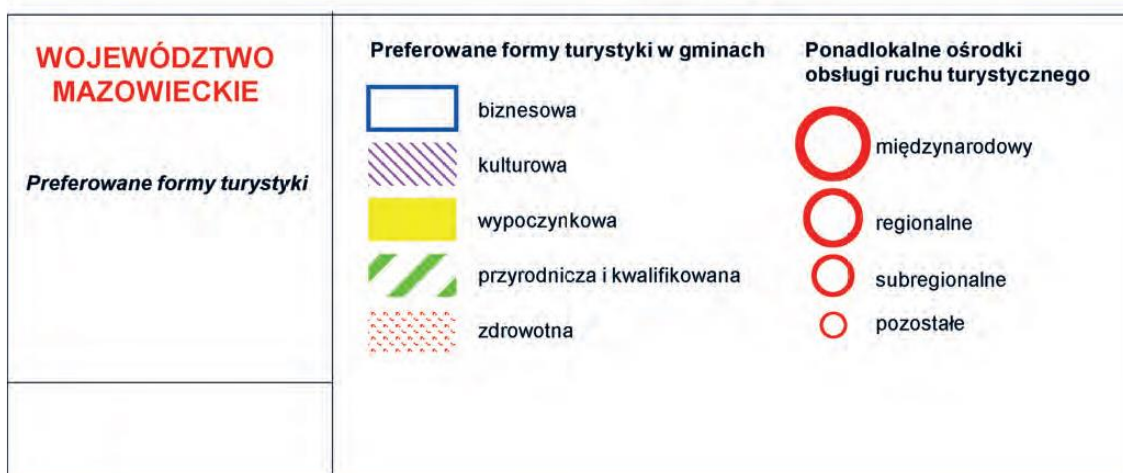 WOJEWÓDZTWO
MAZOWIECKIE
Preferowane formy turystyki
Preferowane formy turystyki w gminach
biznesowa
kulturowa
wypoczynkowa
przyrodnicza i kwalifikowana
zdrowotna
Ponadlokalne ośrodki
obsługi ruchu turystycznego
międzynarodowy
regionalne
subregionalne
pozostałe